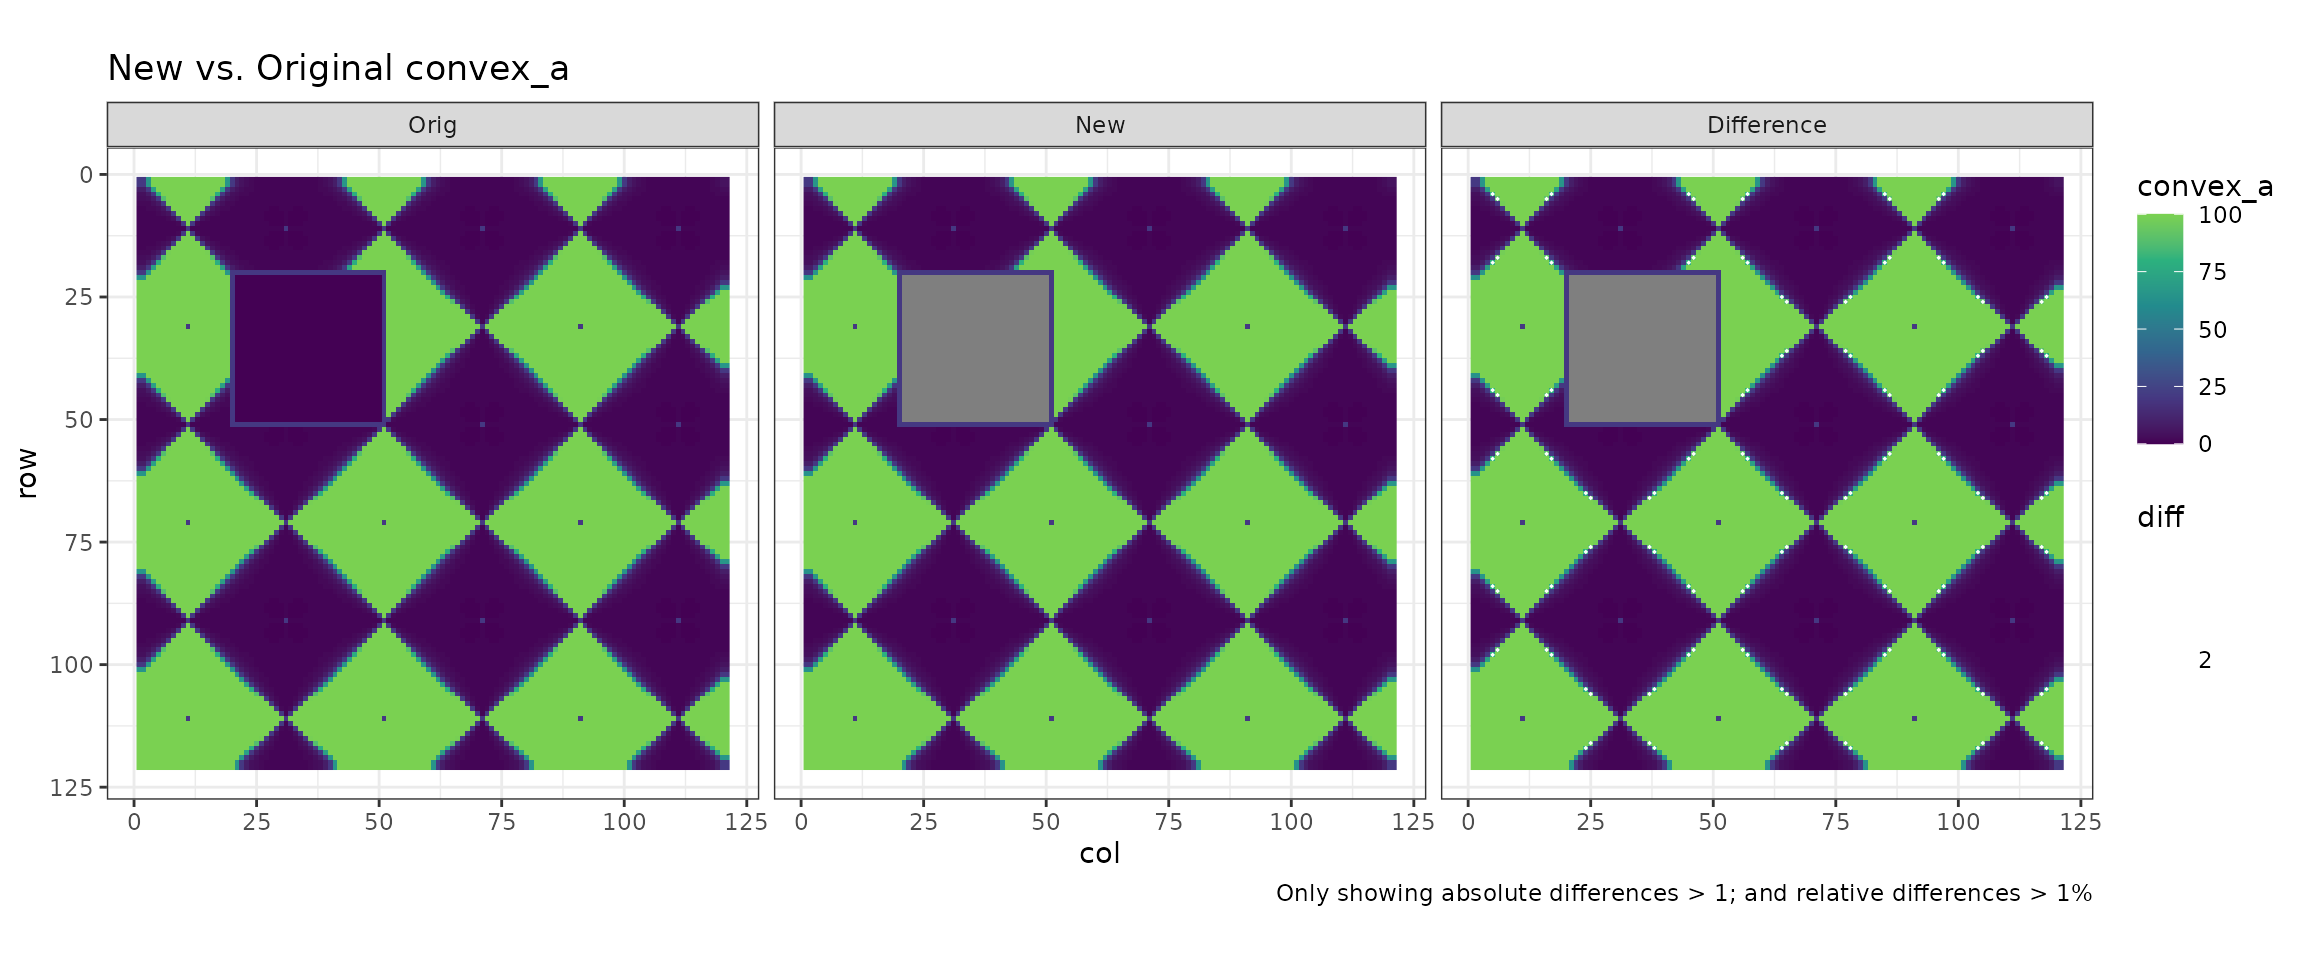 New vs. Original convex_a
Orig
New
Difference
row
0
25
50
75
100
125
0 25 50 75 100 125
0 25 50 75 100 125
0 25 50 75 100 125
col
Only showing absolute differences > 1; and relative differences > 1%
convex_a
100
75
50
25
0
diff
2